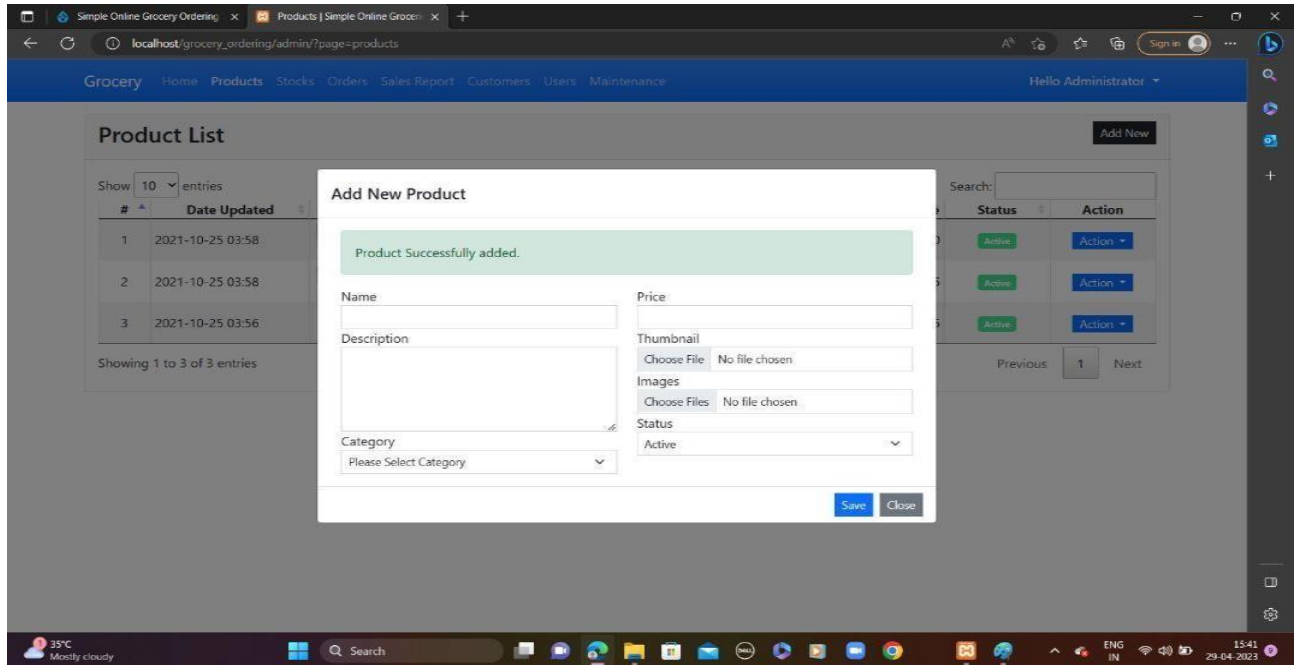 Simple Online Grocery Ordering
Products | Simple Online Grocer
localhost/grocery_ordering/admin/?page=products
Sign in
Grocery Home Products Stocks Orders Sales Report Customers Users Maintenance Hello Administrator
Product List Add New
Show 10 entries Search:
# Date Updated Status Action
1 2021-10-25 03:58 Active Action
2 2021-10-25 03:58 Active Action
3 2021-10-25 03:56 Active Action
Showing 1 to 3 of 3 entries Previous 1 Next
Add New Product
Product Successfully added.
Name Price
Description Thumbnail
Choose File No file chosen
Images
Choose Files No file chosen
Status
Category Active
Please Select Category
Save Close
1 35°C
Mostly cloudy
Search
DELL
ENG
IN
15:41
29-04-2023
9